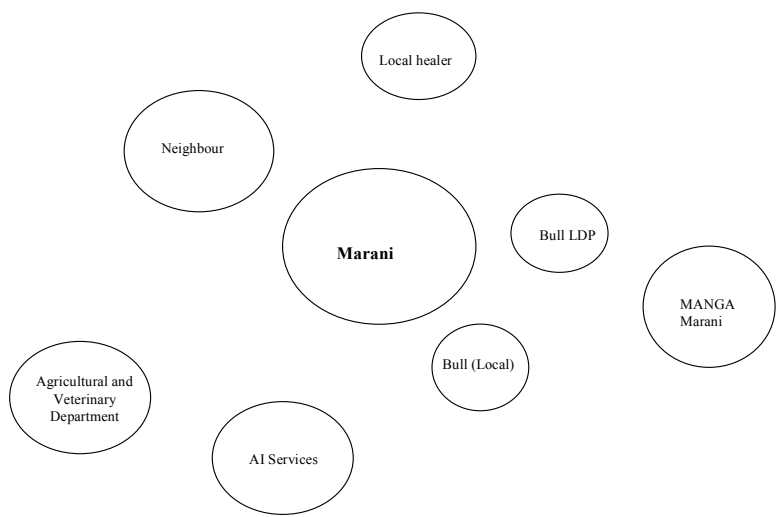 Local healer
Neighbour
Bull LDP
Marani
MANGA
Marani
Bull (Local)
Agricultural and
Veterinary
Department
AI Services